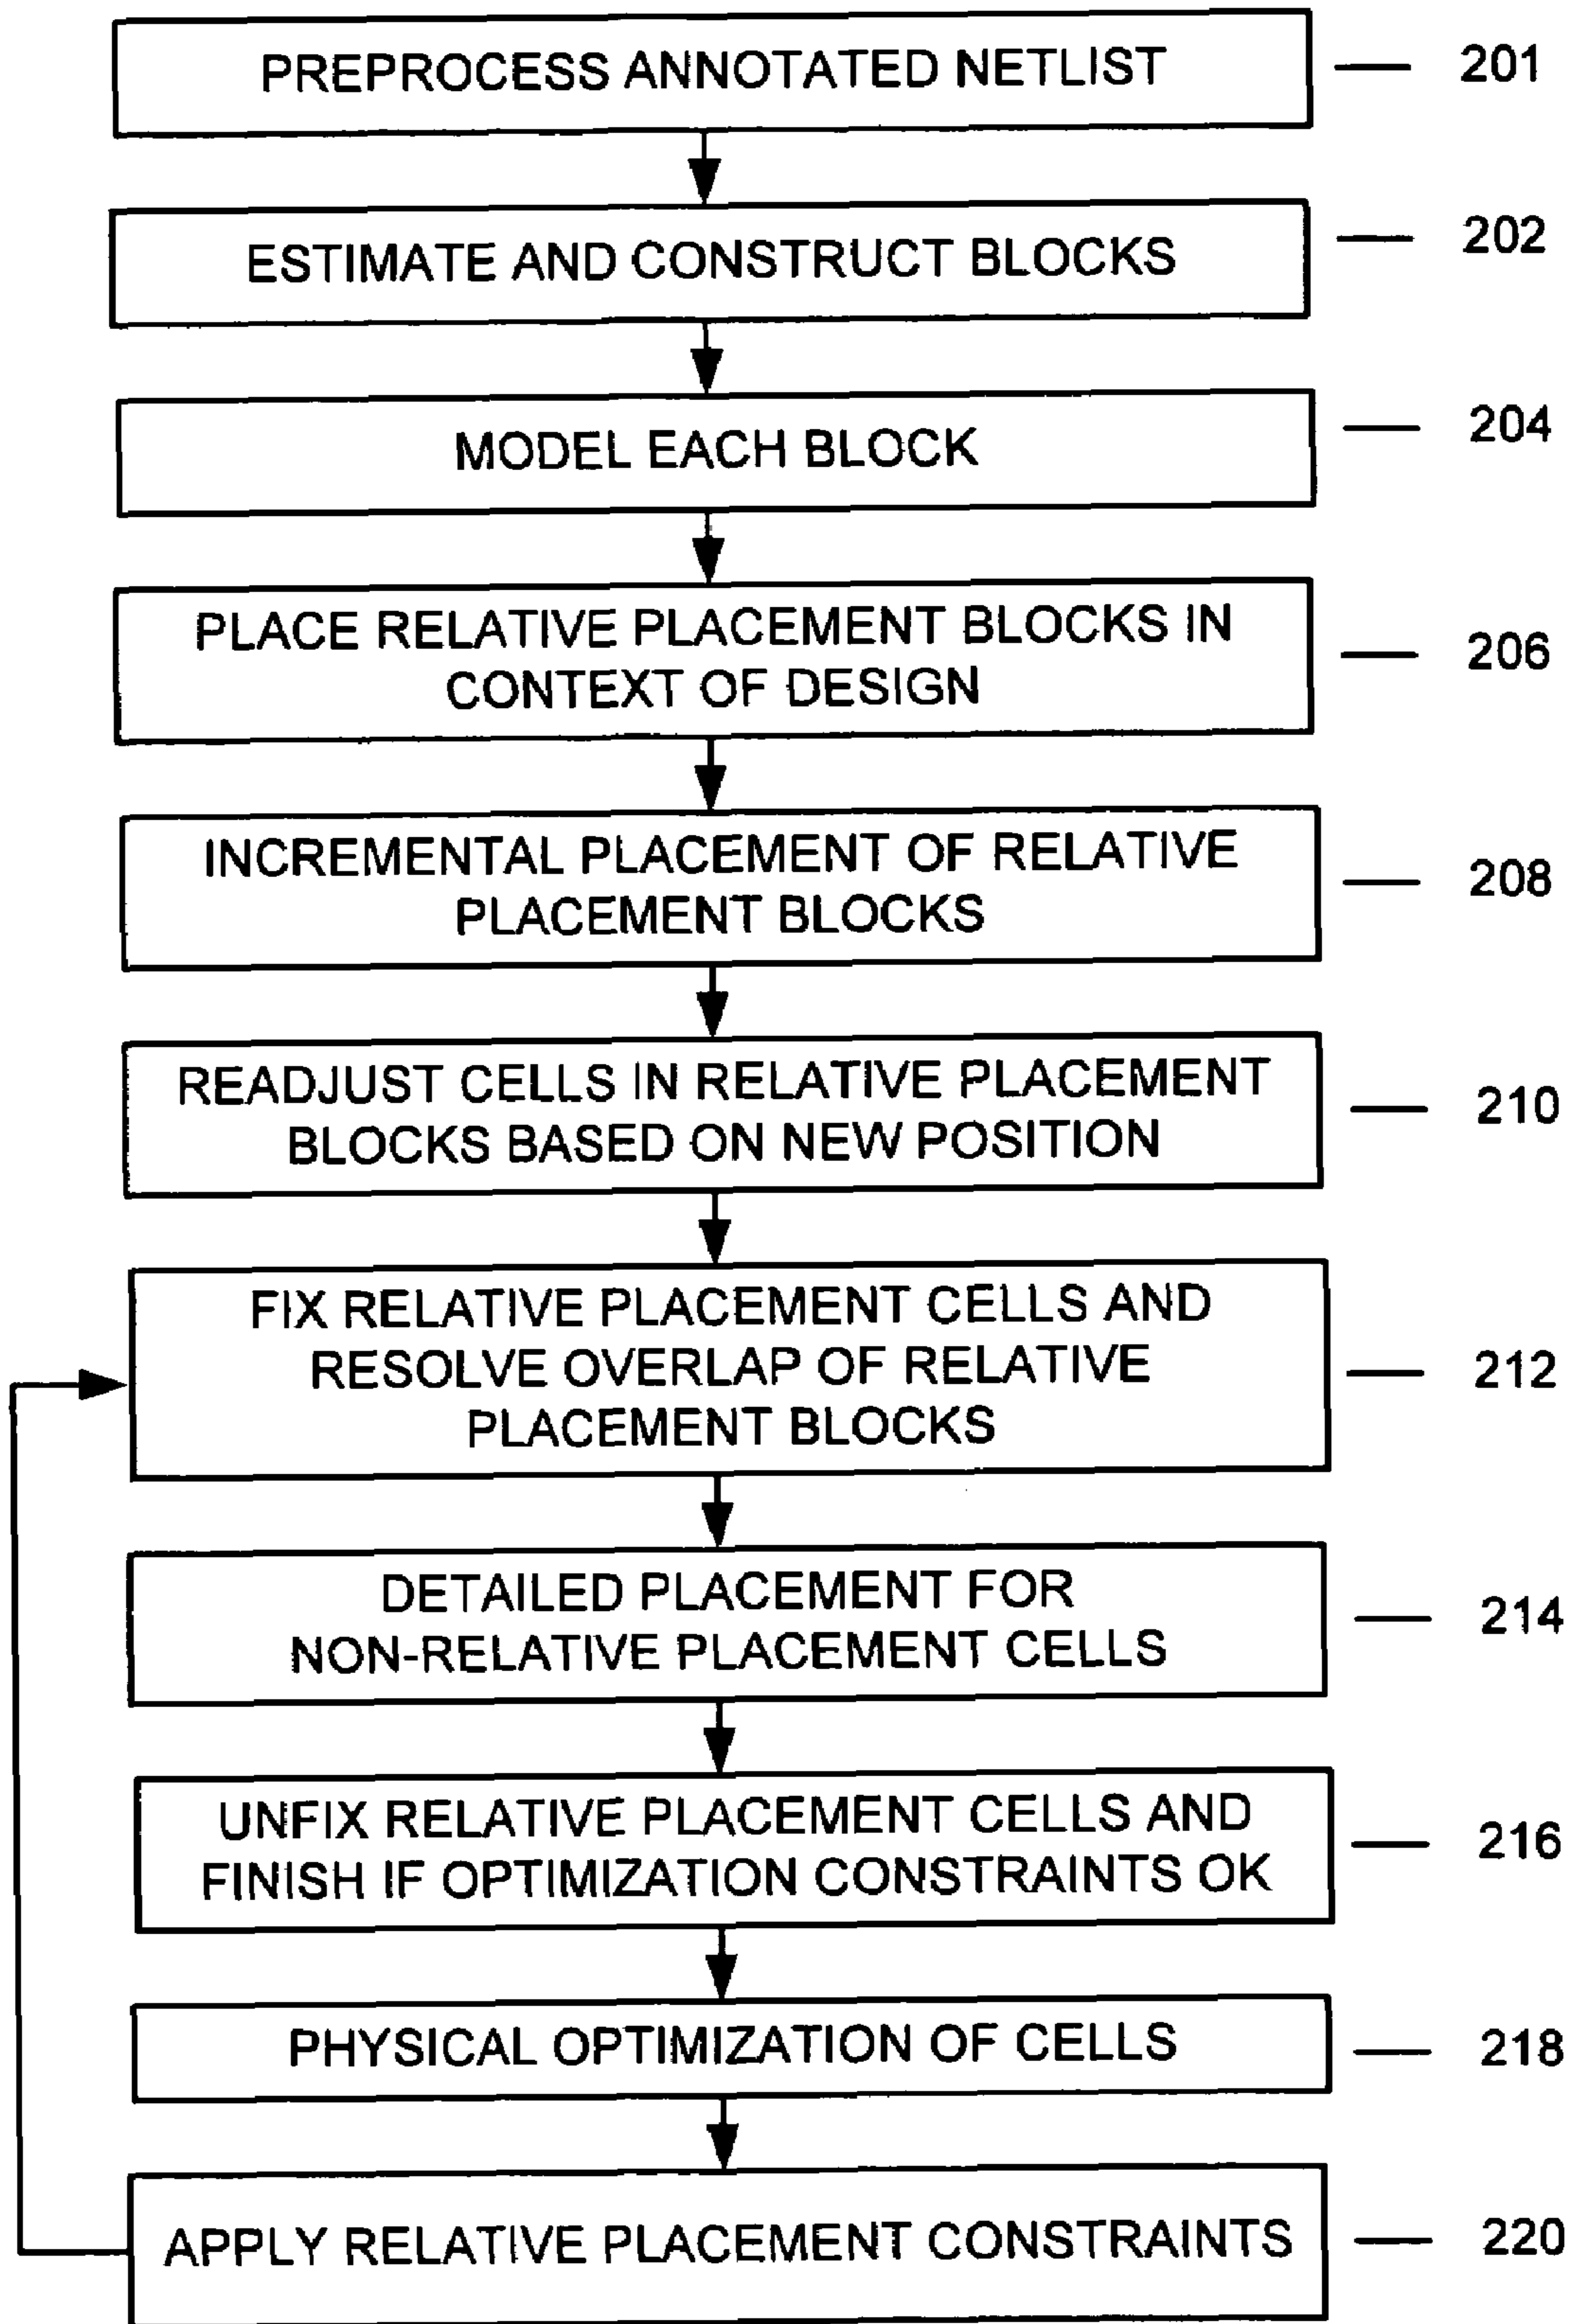 PREPROCESS ANNOTATED NETLIST
201
ESTIMATE AND CONSTRUCT BLOCKS
202
MODEL EACH BLOCK
204
PLACE RELATIVE PLACEMENT BLOCKS IN
CONTEXT OF DESIGN
206
INCREMENTAL PLACEMENT OF RELATIVE
PLACEMENT BLOCKS
208
READJUST CELLS IN RELATIVE PLACEMENT
BLOCKS BASED ON NEW POSITION
210
FIX RELATIVE PLACEMENT CELLS AND
RESOLVE OVERLAP OF RELATIVE
PLACEMENT BLOCKS
212
DETAILED PLACEMENT FOR
NON-RELATIVE PLACEMENT CELLS
214
UNFIX RELATIVE PLACEMENT CELLS AND
FINISH IF OPTIMIZATION CONSTRAINTS OK
216
PHYSICAL OPTIMIZATION OF CELLS
218
APPLY RELATIVE PLACEMENT CONSTRAINTS
220